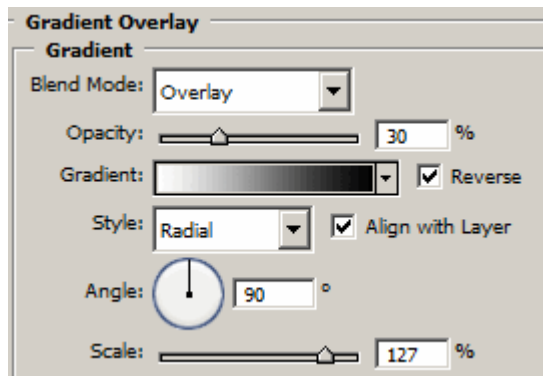 Gradient Overlay
Gradient
Blend Mode: Overlay
Opacity: 30 %
Gradient: Reverse
Style: Radial Align with Layer
Angle: 90 °
Scale: 127 %